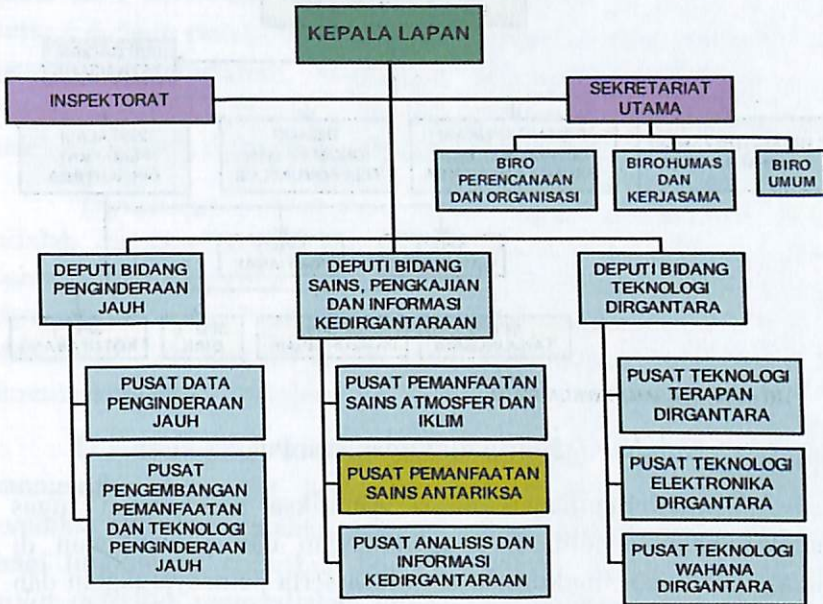 KEPALA LAPAN
INSPEKTORAT
SEKRETARIAT
UTAMA
BIRO
PERENCANAAN
DAN ORGANISASI
BIRO HUMAS
DAN
KERJASAMA
BIRO
UMUM
DEPUTI BIDANG
PENGINDERAAN
JAUH
DEPUTI BIDANG
SAINS, PENGKAJIAN
DAN INFORMASI
KEDIRGANTARAAN
DEPUTI BIDANG
TEKNOLOGI
DIRGANTARA
PUSAT DATA
PENGINDERAAN
JAUH
PUSAT
PENGEMBANGAN
PEMANFAATAN
DAN TEKNOLOGI
PENGINDERAAN
JAUH
PUSAT PEMANFAATAN
SAINS ATMOSFER DAN
IKLIM
PUSAT PEMANFAATAN
SAINS ANTARIKSA
PUSAT ANALISIS DAN
INFORMASI
KEDIRGANTARAAN
PUSAT TEKNOLOGI
TERAPAN
DIRGANTARA
PUSAT TEKNOLOGI
ELEKTRONIKA
DIRGANTARA
PUSAT TEKNOLOGI
WAHANA
DIRGANTARA